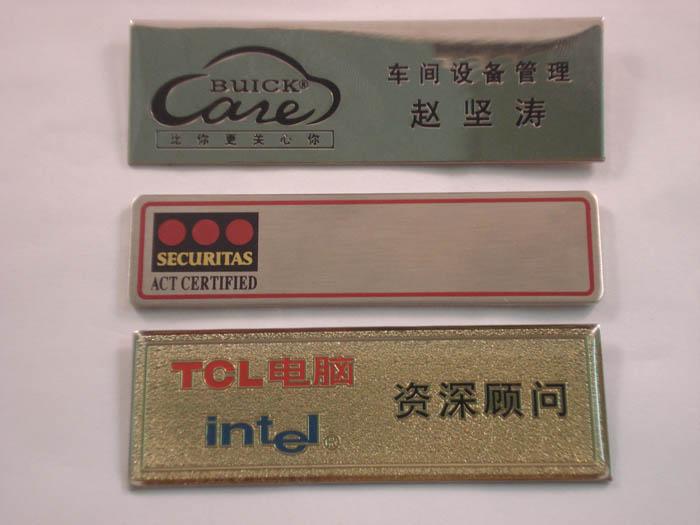 BUICK®
Care
比你更关心你
车间设备管理
赵坚涛
SECURITAS
ACT CERTIFIED
TCL电脑
intel®
资深顾问